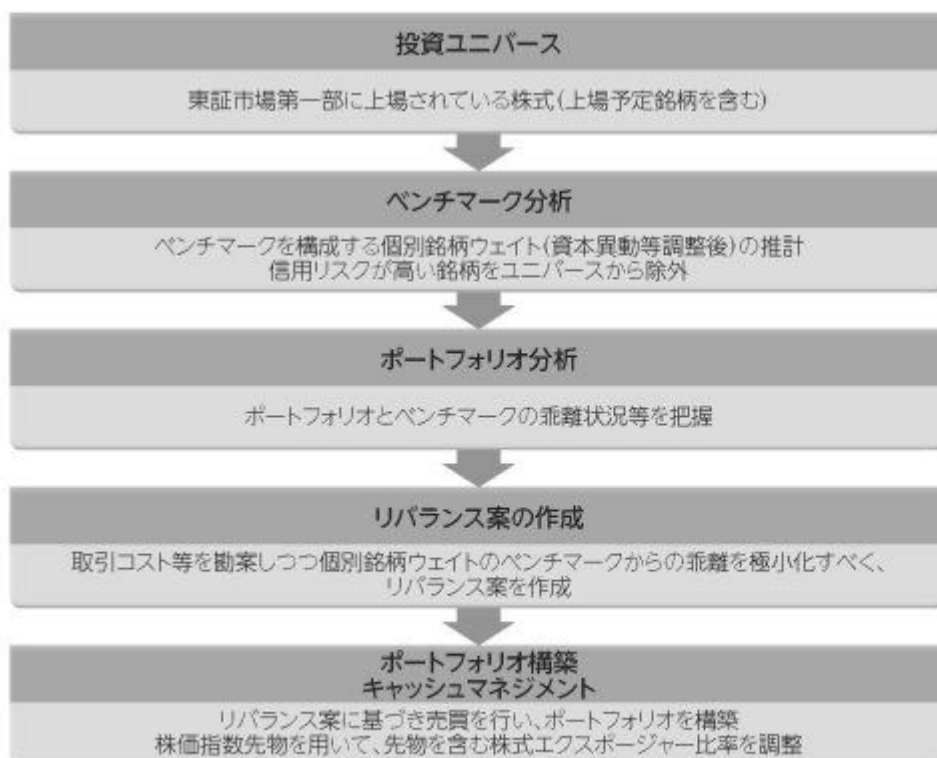 投資ユニバース
東証市場第一部に上場されている株式(上場予定銘柄を含む)
ベンチマーク分析
ベンチマークを構成する個別銘柄ウェイト(資本異動等調整後)の推計
信用リスクが高い銘柄をユニバースから除外
ポートフォリオ分析
ポートフォリオとベンチマークの乖離状況等を把握
リバランス案の作成
取引コスト等を勘案しつつ個別銘柄ウェイトのベンチマークからの乖離を極小化すべく、
リバランス案を作成
ポートフォリオ構築
キャッシュマネジメント
リバランス案に基づき売買を行い、ポートフォリオを構築
株価指数先物を用いて、先物を含む株式エクスポージャー比率を調整